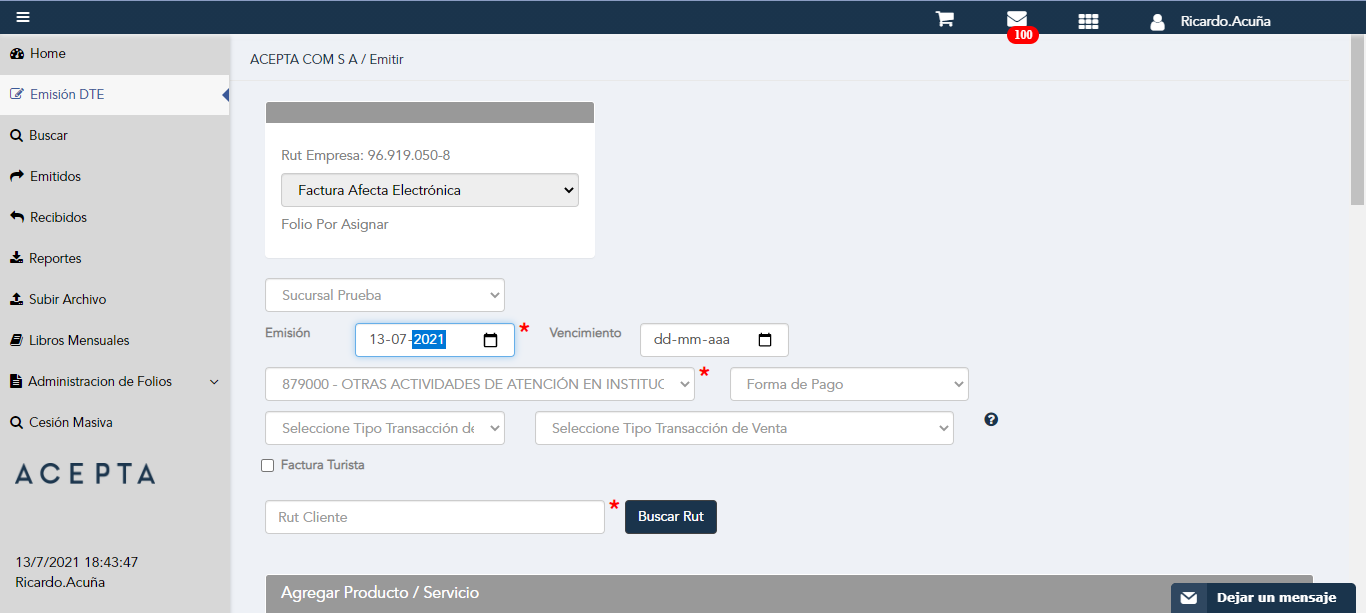 100
Ricardo.Acuña
Home
Emisión DTE
Buscar
Emitidos
Recibidos
Reportes
Subir Archivo
Libros Mensuales
Administracion de Folios
Cesión Masiva
ACEPTA
13/7/2021 18:43:47
Ricardo.Acuña
ACEPTA COM S A / Emitir
Rut Empresa: 96.919.050-8
Factura Afecta Electrónica
Folio Por Asignar
Sucursal Prueba
Emisión 13-07-2021 * Vencimiento dd-mm-aaa
879000 - OTRAS ACTIVIDADES DE ATENCIÓN EN INSTITUC * Forma de Pago
Seleccione Tipo Transacción de Seleccione Tipo Transacción de Venta ?
Factura Turista
Rut Cliente * Buscar Rut
Agregar Producto / Servicio
Dejar un mensaje